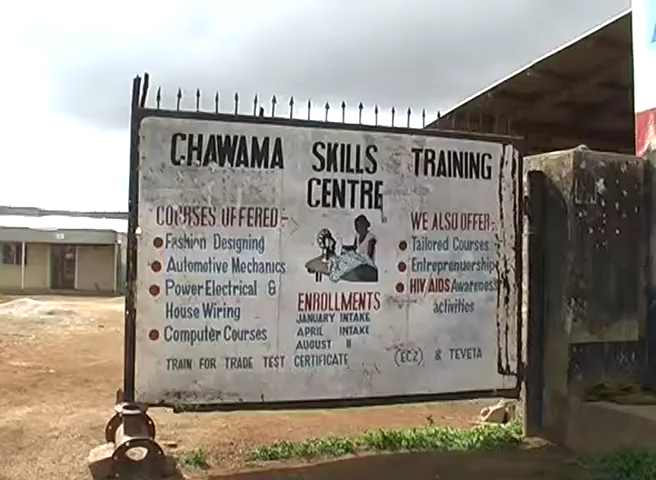 CHAWAMA SKILLS TRAINING
CENTRE
COURSES OFFERED:-
Fashion Designing
Automotive Mechanics
Power Electrical &
House Wiring
Computer Courses
WE ALSO OFFER:-
Tailored Courses
Entreprenuership
HIV AIDS Awareness
activities
ENROLLMENTS
JANUARY INTAKE
APRIL INTAKE
AUGUST II
TRAIN FOR TRADE TEST CERTIFICATE (ECZ) & TEVETA